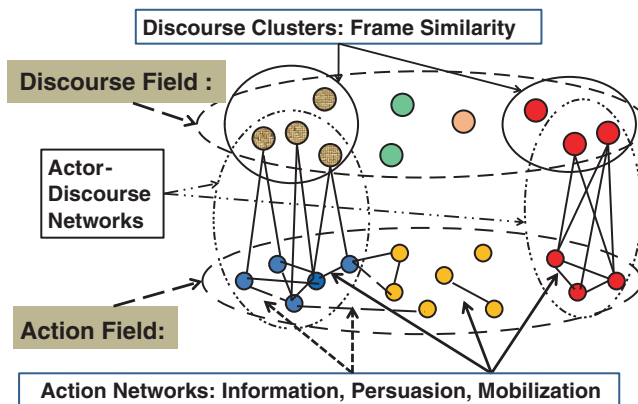 Discourse Clusters: Frame Similarity
Discourse Field :
Actor-
Discourse
Networks
Action Field:
Action Networks: Information, Persuasion, Mobilization